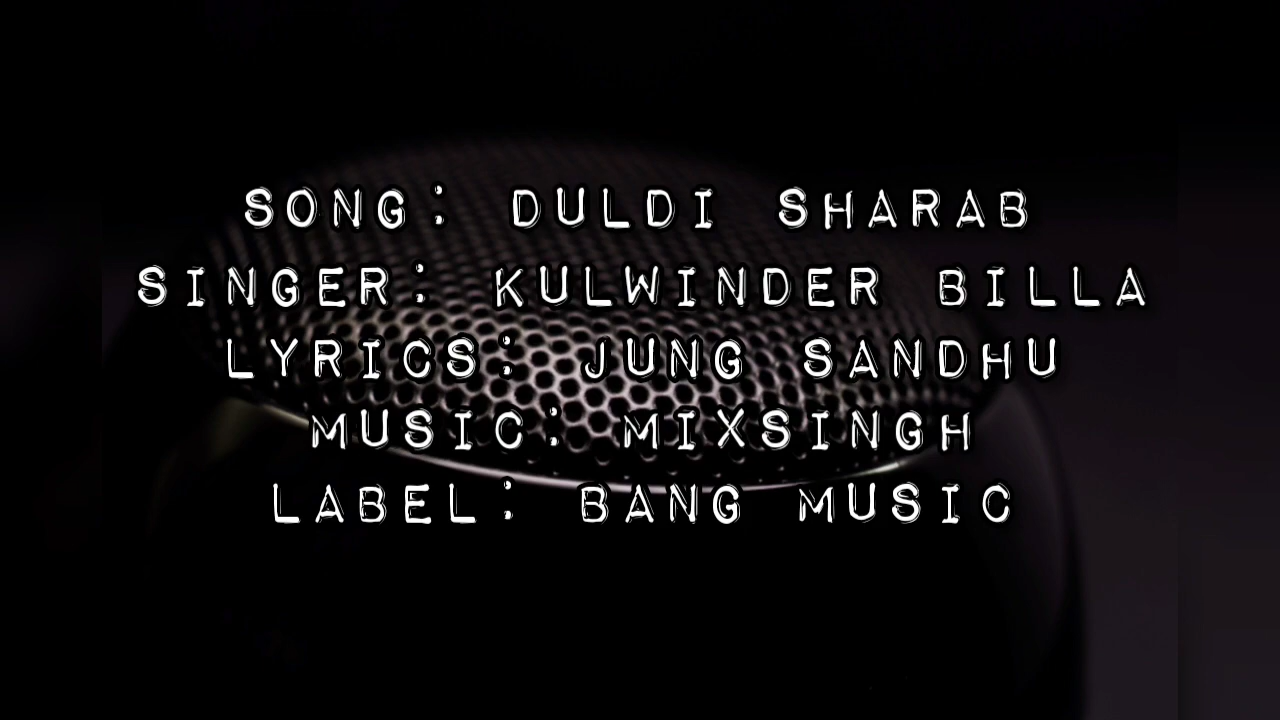 SONG: DULDI SHARAB
SINGER: KULWINDER BILLA
LYRICS: JUNG SANDHU
MUSIC: MIXSINGH
LABEL: BANG MUSIC